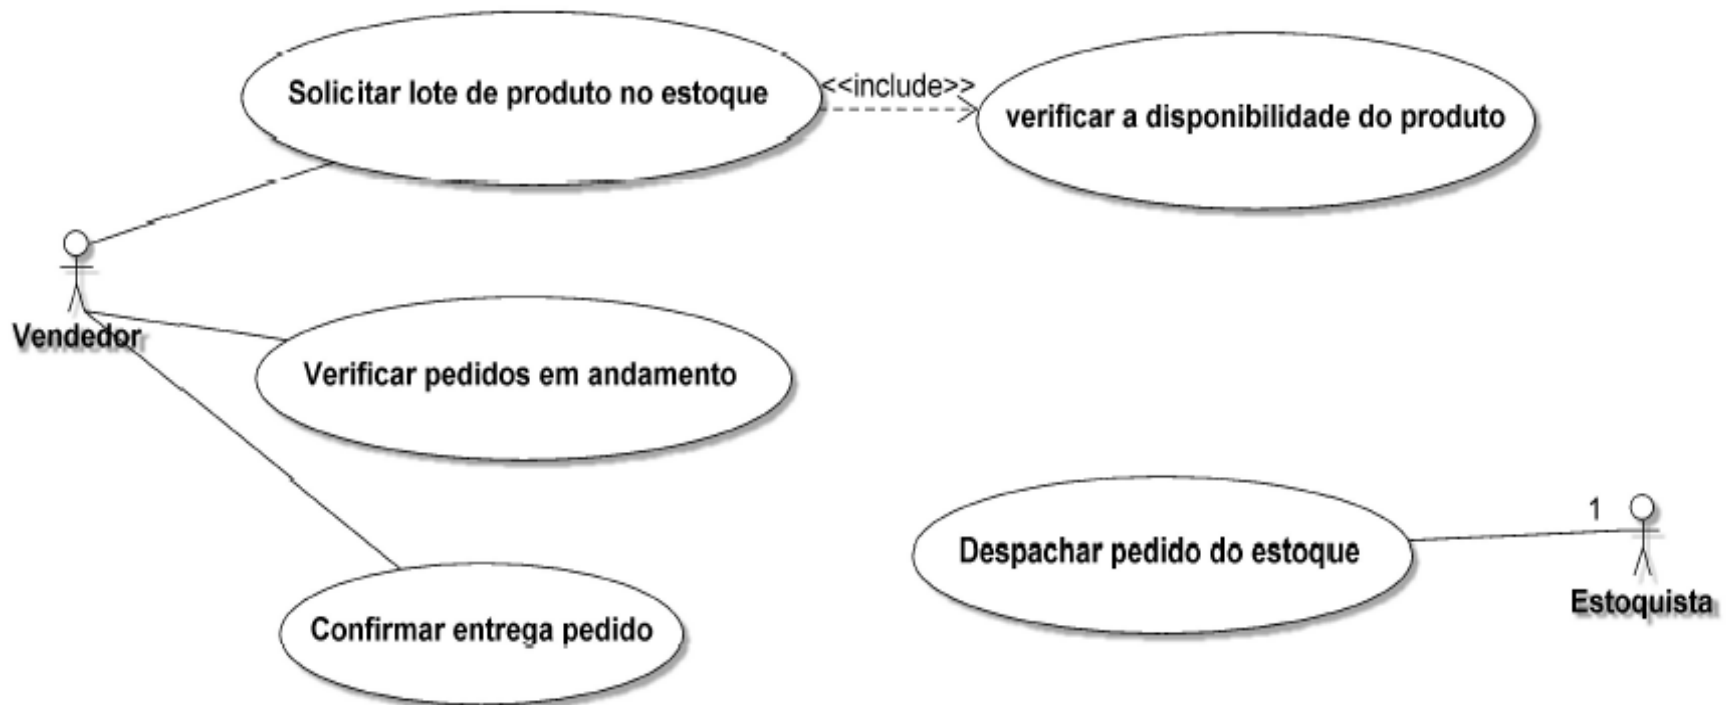 Solicitar lote de produto no estoque
<<include>>
verificar a disponibilidade do produto
Vendedor
Verificar pedidos em andamento
1
Despachar pedido do estoque
Estoquista
Confirmar entrega pedido